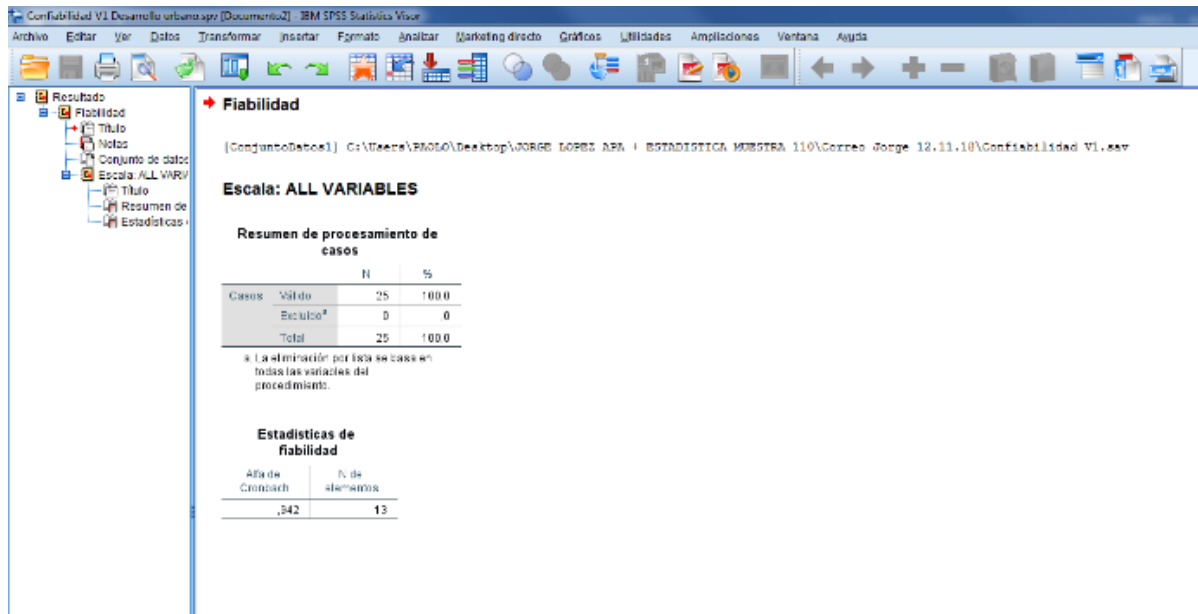 Confiabilidad V1 Desarrollo urbano.spv [Documento2] - IBM SPSS Statistics Visor
Archivo Editar Ver Datos Transformar Insertar Formato Analizar Marketing directo Gráficos Utilidades Ampliaciones Ventana Ayuda
Resultado
Fiabilidad
Título
Notas
Conjunto de datos
Escala: ALL VARI
Título
Resumen de
Estadísticas
Fiabilidad
[ConjuntoDatos1] C:\Users\PAOLO\Desktop\JORGE LOPEZ APA + ESTADISTICA MUESTRA 110\Correo Jorge 12.11.18\Confiabilidad V1.sav
Escala: ALL VARIABLES
Resumen de procesamiento de
casos
N %
Casos Válido 25 100,0
Excluido a 0 ,0
Total 25 100,0
a. La eliminación por lista se basa en
todas las variables del
procedimiento.
Estadísticas de
fiabilidad
Alfa de N de
Cronbach elementos
,942 13